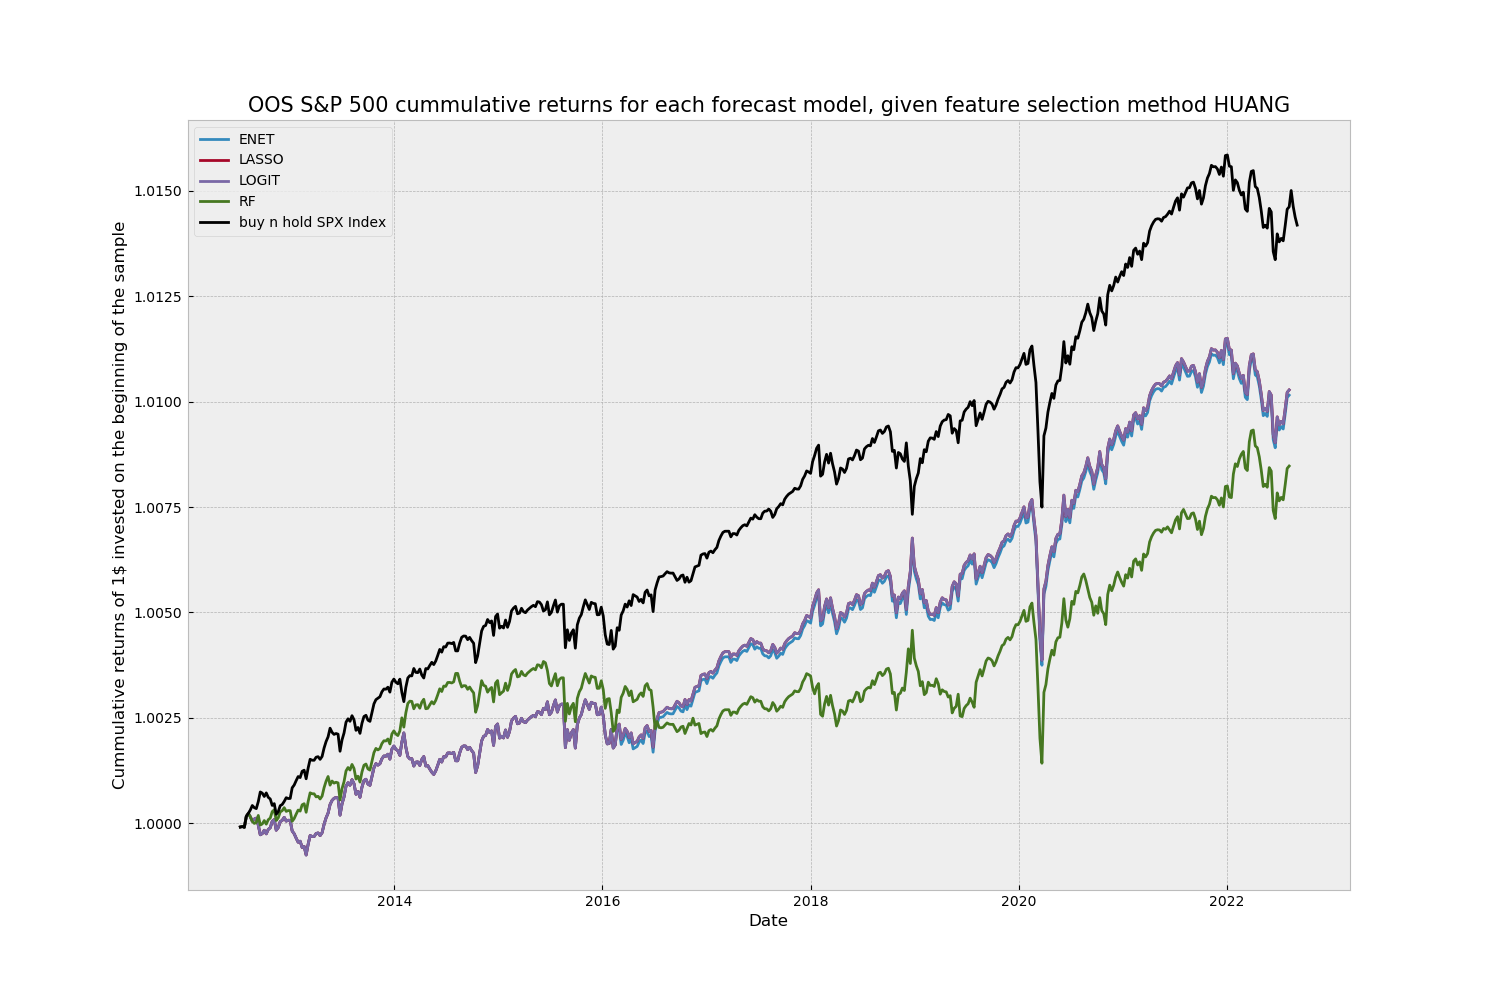 OOS S&P 500 cummulative returns for each forecast model, given feature selection method HUANG
ENET
LASSO
LOGIT
RF
buy n hold SPX Index
Cummulative returns of 1$ invested on the beginning of the sample
1.0150
1.0125
1.0100
1.0075
1.0050
1.0025
1.0000
2014 2016 2018 2020 2022
Date